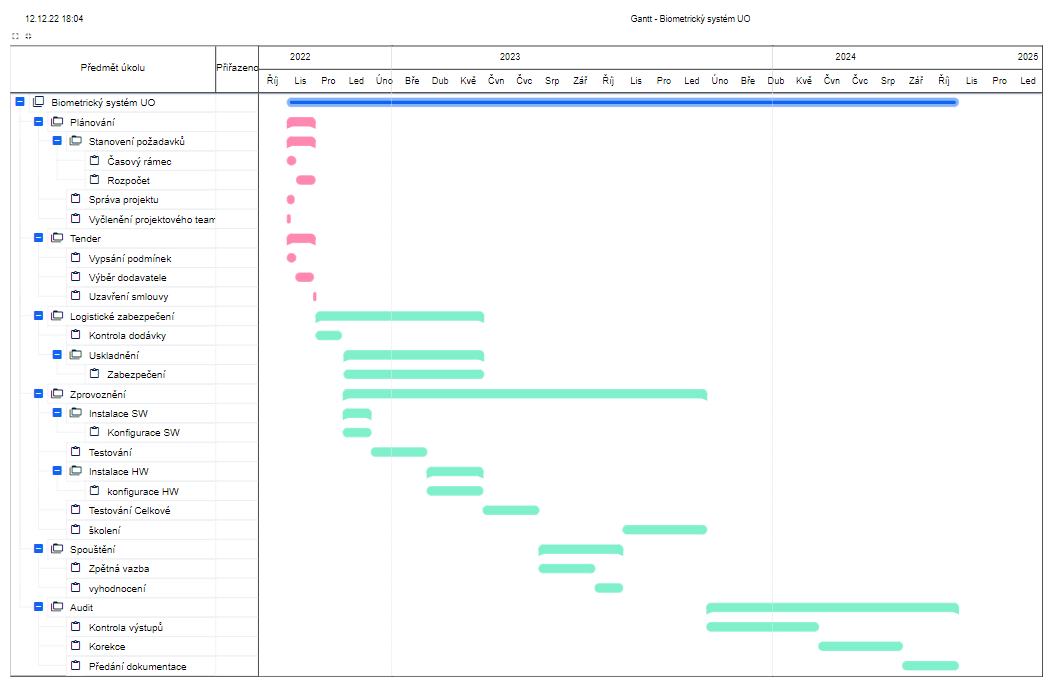 12.12.22 18:04
Gantt - Biometrický systém UO
Předmět úkolu
Přiřazeno
2022 2023 2024 2025
Říj Lis Pro Led Úno Bře Dub Kvě Čvn Čvc Srp Zář Říj Lis Pro Led Úno Bře Dub Kvě Čvn Čvc Srp Zář Říj Lis Pro Led
Biometrický systém UO
Plánování
Stanovení požadavků
Časový rámec
Rozpočet
Správa projektu
Vyčlenění projektového team
Tender
Vypsání podmínek
Výběr dodavatele
Uzavření smlouvy
Logistické zabezpečení
Kontrola dodávky
Uskladnění
Zabezpečení
Zprovoznění
Instalace SW
Konfigurace SW
Testování
Instalace HW
konfigurace HW
Testování Celkové
školení
Spouštění
Zpětná vazba
vyhodnocení
Audit
Kontrola výstupů
Korekce
Předání dokumentace